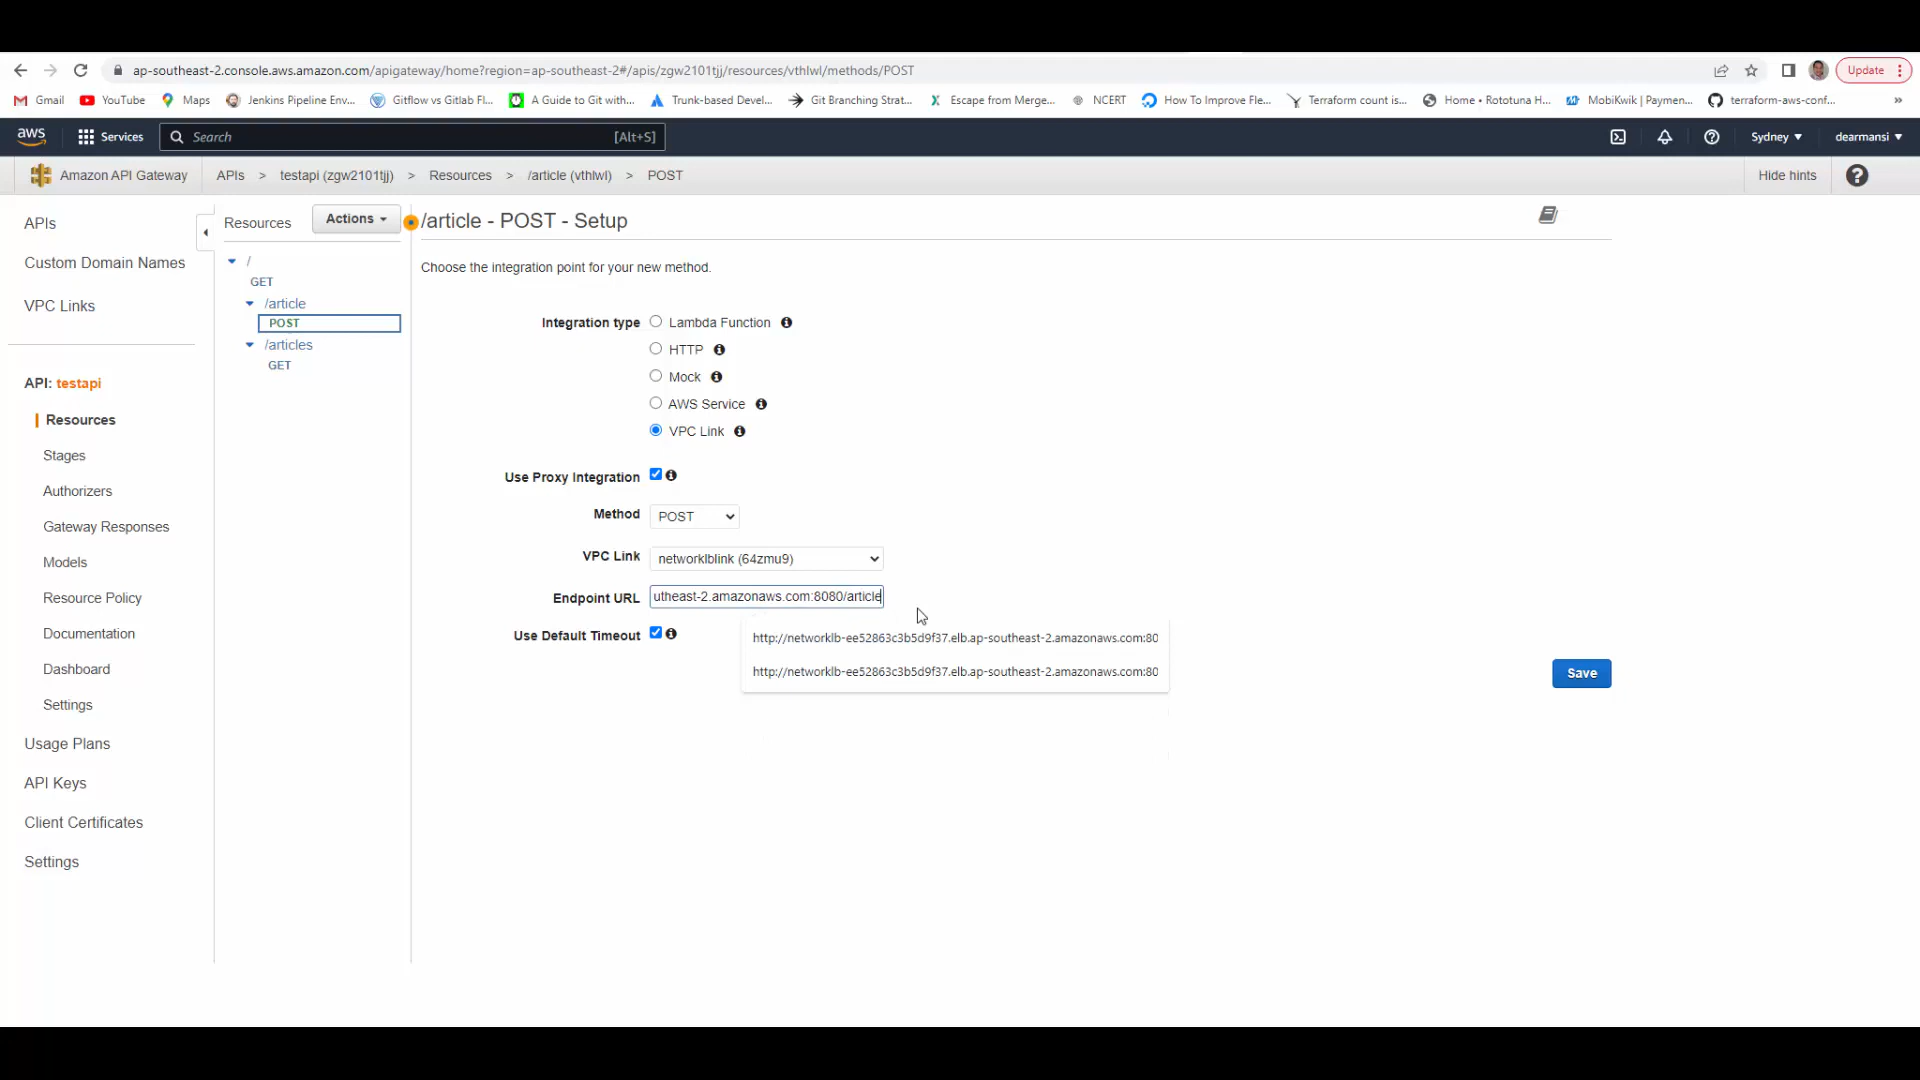 ap-southeast-2.console.aws.amazon.com/apigateway/home?region=ap-southeast-2#/apis/zgw2101tjj/resources/vthlwl/methods/POST
Update
Gmail YouTube Maps Jenkins Pipeline Env... Gitflow vs Gitlab Fl... A Guide to Git with... Trunk-based Devel... Git Branching Strat... Escape from Merge... NCERT How To Improve Fle... Terraform count is... Home • Rototuna H... MobiKwik | Paymen... terraform-aws-conf... »
aws Services Search [Alt+S] Sydney dearmansi
Amazon API Gateway APIs > testapi (zgw2101tjj) > Resources > /article (vthlwl) > POST Hide hints
APIs
Custom Domain Names
VPC Links
API: testapi
Resources
Stages
Authorizers
Gateway Responses
Models
Resource Policy
Documentation
Dashboard
Settings
Usage Plans
API Keys
Client Certificates
Settings
Resources Actions
/
GET
/article
POST
/articles
GET
/article - POST - Setup
Choose the integration point for your new method.
Integration type Lambda Function
HTTP
Mock
AWS Service
VPC Link
Use Proxy Integration
Method POST
VPC Link networklblink (64zmu9)
Endpoint URL utheast-2.amazonaws.com:8080/article
Use Default Timeout
http://networklb-ee52863c3b5d9f37.elb.ap-southeast-2.amazonaws.com:80
http://networklb-ee52863c3b5d9f37.elb.ap-southeast-2.amazonaws.com:80
Save